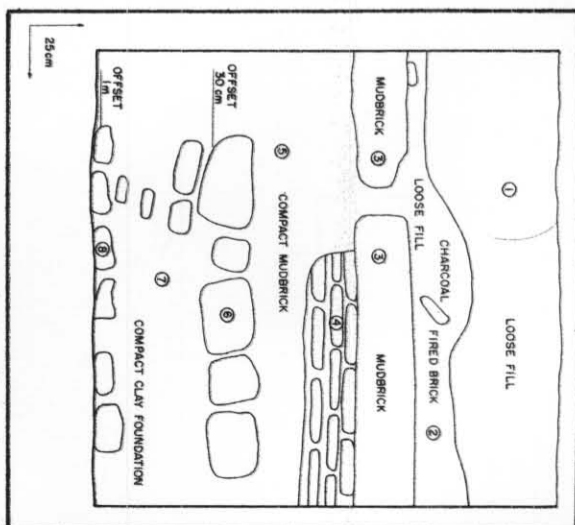 ①
LOOSE FILL
CHARCOAL
FIRED BRICK ②
LOOSE FILL
MUDBRICK ③
③ MUDBRICK
④
⑤ COMPACT MUDBRICK
OFFSET
30 cm
⑥
⑦
COMPACT CLAY FOUNDATION
OFFSET
1m
⑧
25cm